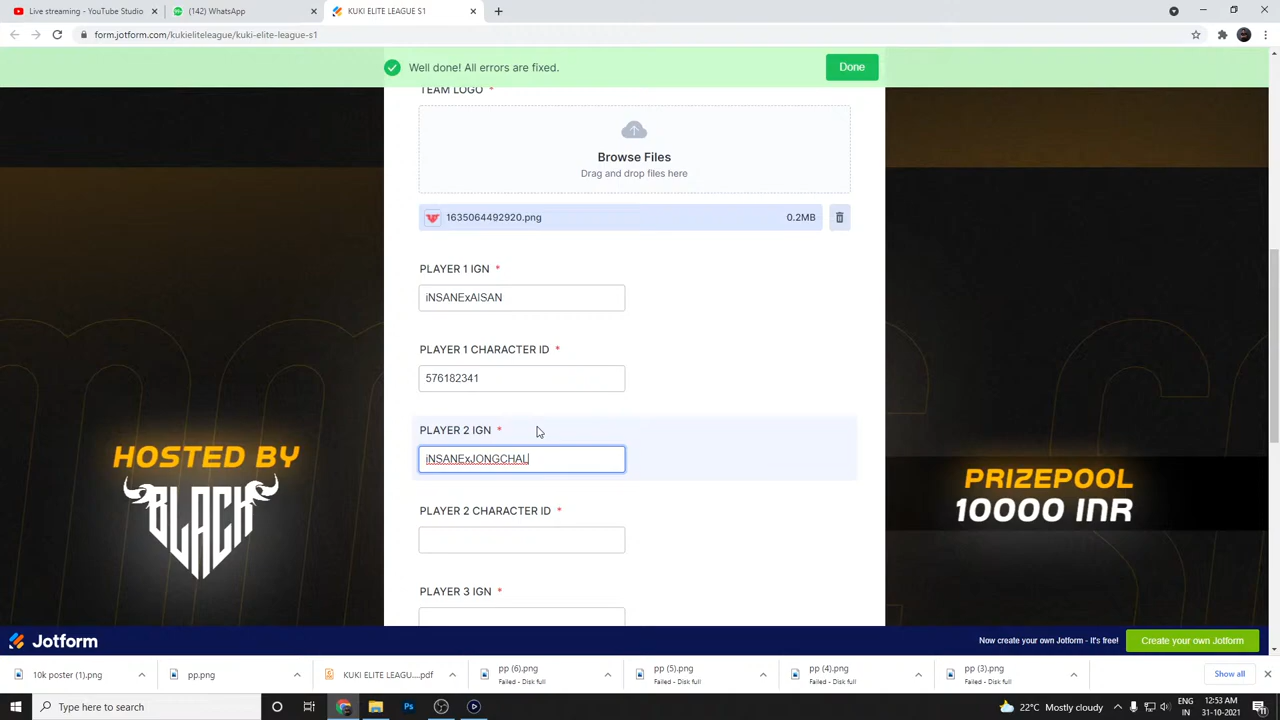 Live streaming - YouTube Studio
(142) WhatsApp
KUKI ELITE LEAGUE S1
form.jotform.com/kukieliteleague/kuki-elite-league-s1
Well done! All errors are fixed.
Done
TEAM LOGO *
Browse Files
Drag and drop files here
1635064492920.png
0.2MB
PLAYER 1 IGN *
iNSANExAISAN
PLAYER 1 CHARACTER ID *
576182341
PLAYER 2 IGN *
iNSANExJONGCHAL
PLAYER 2 CHARACTER ID *
PLAYER 3 IGN *
HOSTED BY
BLACK
PRIZEPOOL
10000 INR
Jotform
Now create your own Jotform - It's free!
Create your own Jotform
10k poster (1).png
pp.png
KUKI ELITE LEAGU....pdf
pp (6).png
Failed - Disk full
pp (5).png
Failed - Disk full
pp (4).png
Failed - Disk full
pp (3).png
Failed - Disk full
Show all
Type here to search
Ps
22°C Mostly cloudy
ENG
IN
12:53 AM
31-10-2021